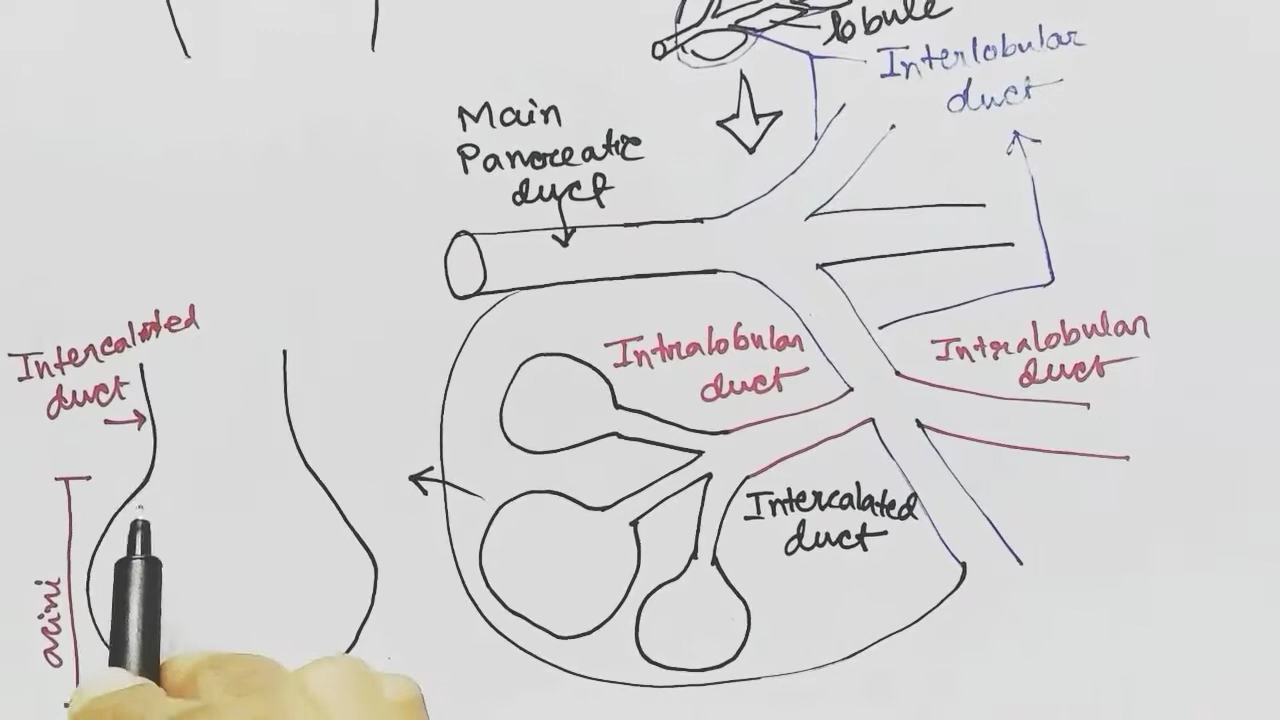 lobule
Interlobular
duct
Main
Pancreatic
duct
Intercalated
duct
Intralobular
duct
Intralobular
duct
Intercalated
duct
acini